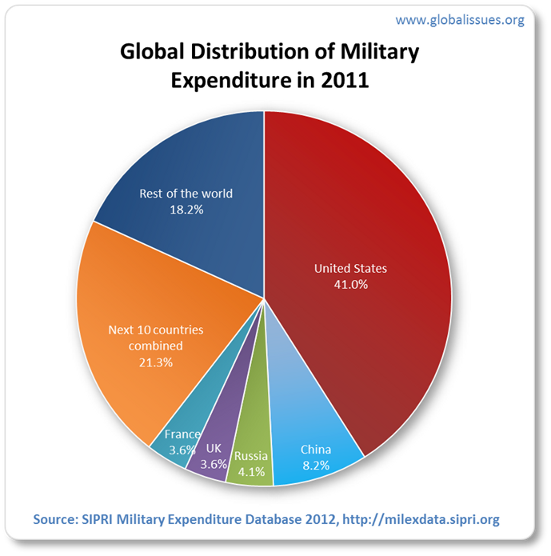 www.globalissues.org
Global Distribution of Military
Expenditure in 2011
Rest of the world
18.2%
United States
41.0%
Next 10 countries
combined
21.3%
France
3.6%
UK
3.6%
Russia
4.1%
China
8.2%
Source: SIPRI Military Expenditure Database 2012, http://milexdata.sipri.org